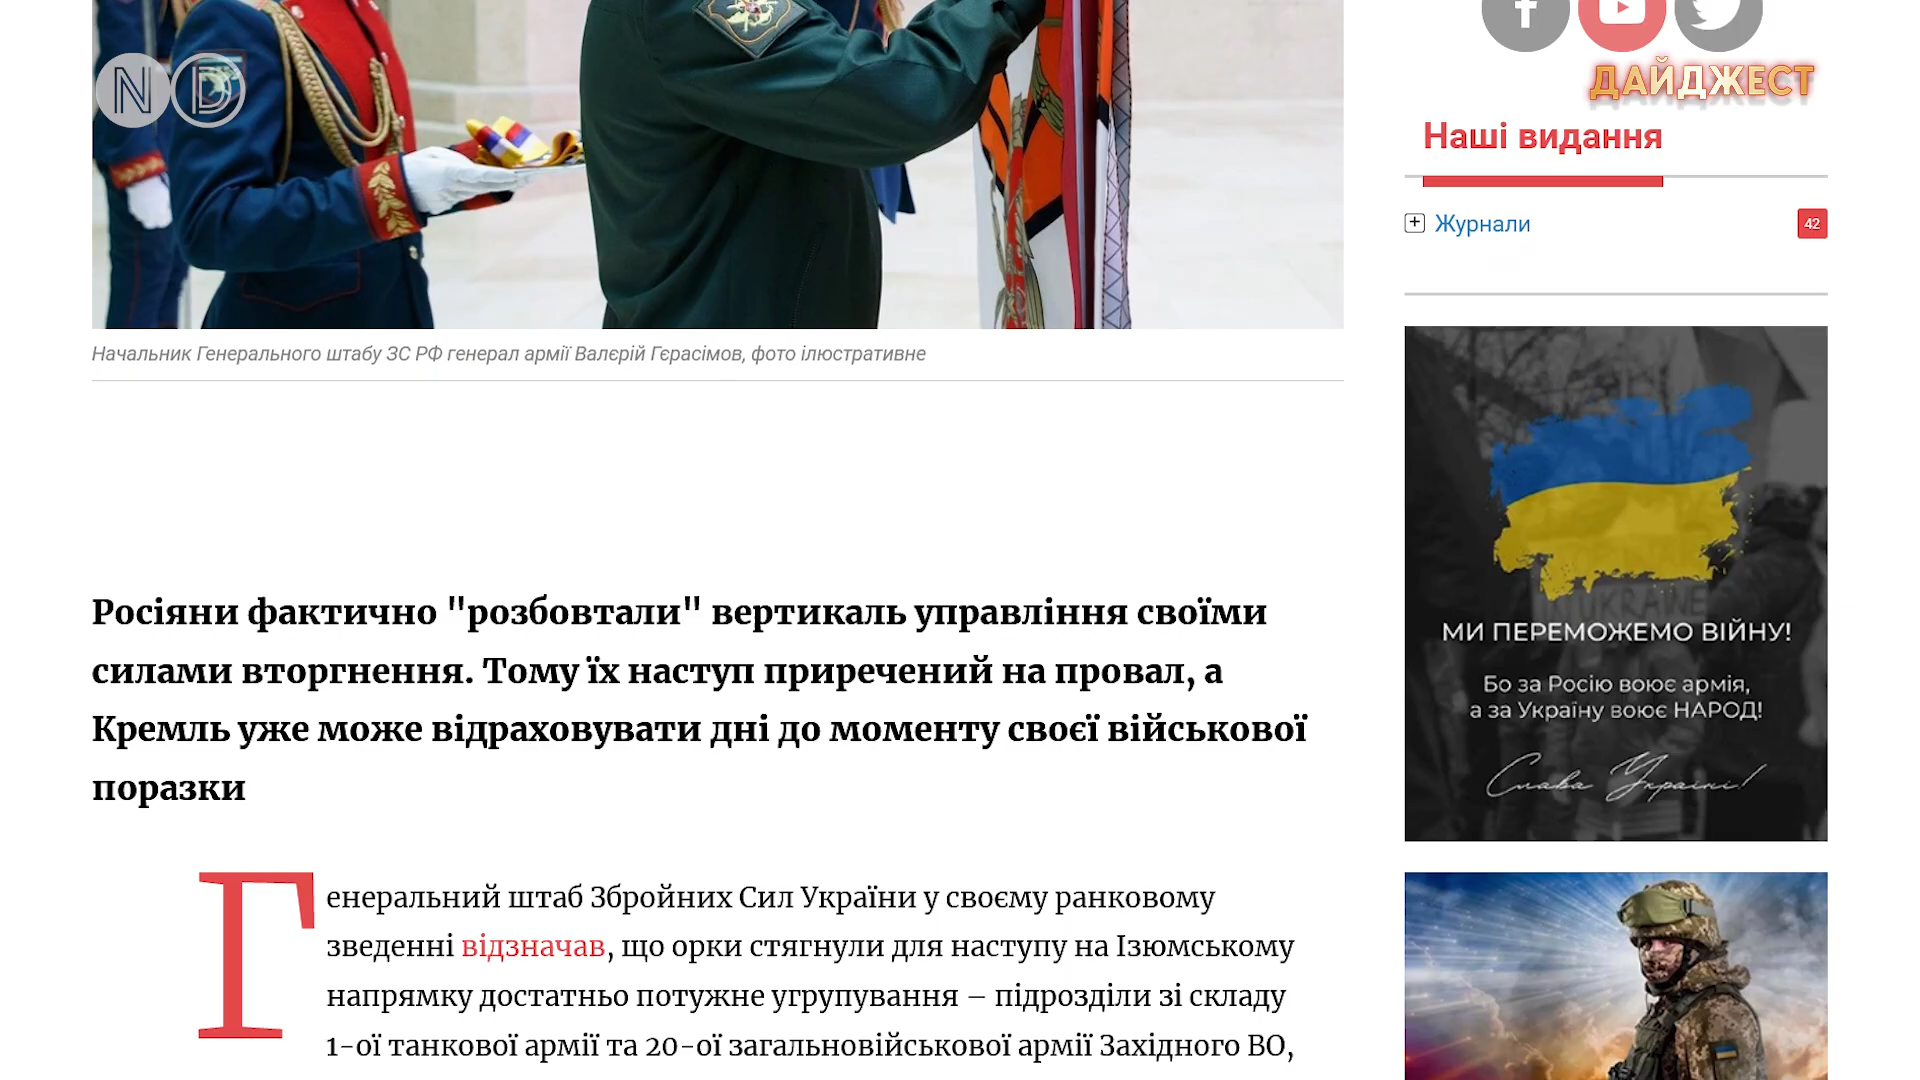 ND
ДАЙДЖЕСТ
Наші видання
Журнали
42
Начальник Генерального штабу ЗС РФ генерал армії Валєрій Гєрасімов, фото ілюстративне
Росіяни фактично "розбовтали" вертикаль управління своїми
силами вторгнення. Тому їх наступ приречений на провал, а
Кремль уже може відраховувати дні до моменту своєї військової
поразки
Генеральний штаб Збройних Сил України у своєму ранковому
зведенні відзначав, що орки стягнули для наступу на Ізюмському
напрямку достатньо потужне угрупування – підрозділи зі складу
1-ої танкової армії та 20-ої загальновійськової армії Західного ВО,
UKRAINE
МИ ПЕРЕМОЖЕМО ВІЙНУ!
Бо за Росію воює армія,
а за Україну воює НАРОД!
Слава Україні!